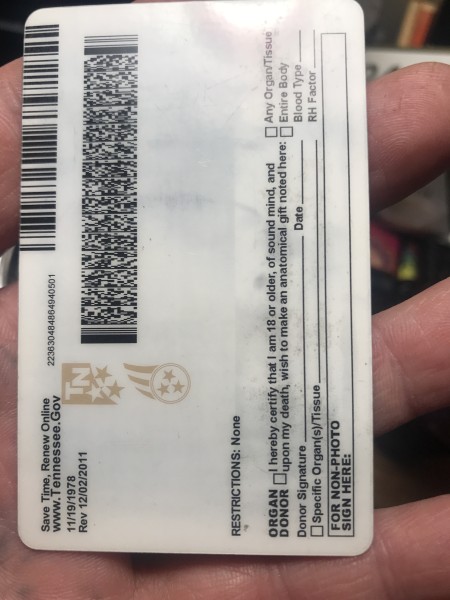 Save Time, Renew Online
www.Tennessee.Gov
11/19/1978
Rev 12/02/2011
223630464864940501
TN
RESTRICTIONS: None
ORGAN DONOR
I hereby certify that I am 18 or older, of sound mind, and
upon my death, wish to make an anatomical gift noted here:
Any Organ/Tissue
Entire Body
Donor Signature Date Blood Type
Specific Organ(s)/Tissue RH Factor
FOR NON-PHOTO
SIGN HERE: